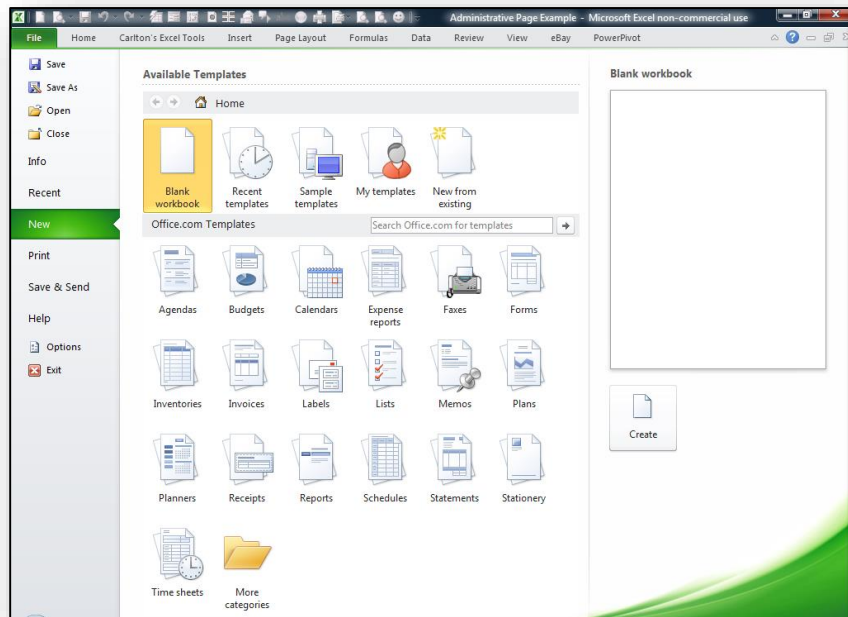 Administrative Page Example - Microsoft Excel non-commercial use
File Home Carlton's Excel Tools Insert Page Layout Formulas Data Review View eBay PowerPivot
Save
Save As
Open
Close
Info
Recent
New
Print
Save & Send
Help
Options
Exit
Available Templates
Home
Blank workbook
Recent templates
Sample templates
My templates
New from existing
Office.com Templates
Search Office.com for templates
Agendas
Budgets
Calendars
Expense reports
Faxes
Forms
Inventories
Invoices
Labels
Lists
Memos
Plans
Planners
Receipts
Reports
Schedules
Statements
Stationery
Time sheets
More categories
Blank workbook
Create